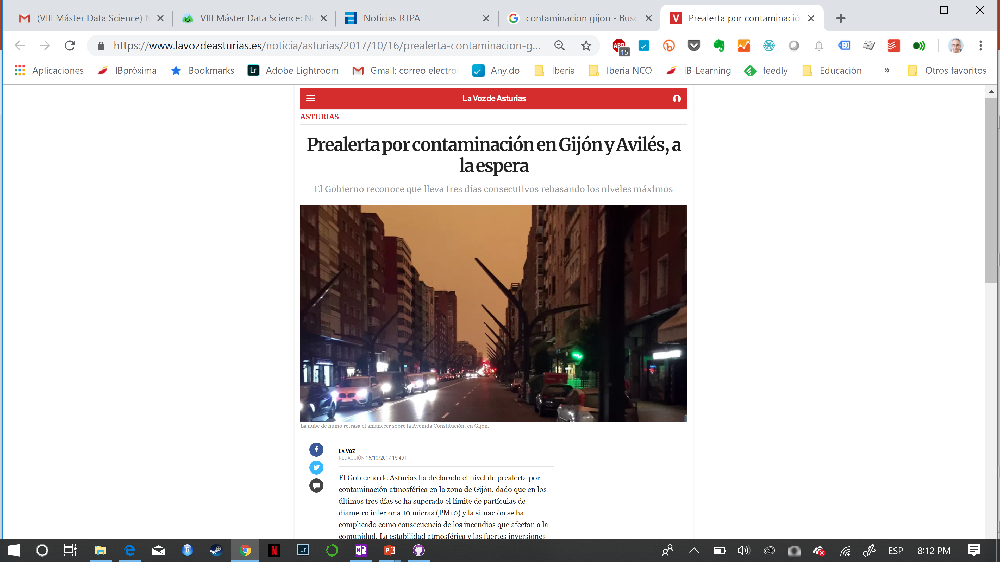 (VIII Máster Data Science) N
VIII Máster Data Science: No
Noticias RTPA
contaminacion gijon - Busc
Prealerta por contaminació
https://www.lavozdeasturias.es/noticia/asturias/2017/10/16/prealerta-contaminacion-g...
ABP
15
Aplicaciones
IBpróxima
Bookmarks
Lr
Adobe Lightroom
Gmail: correo electrón
Any.do
Iberia
Iberia NCO
IB-Learning
feedly
Educación
»
Otros favoritos
La Voz de Asturias
ASTURIAS
Prealerta por contaminación en Gijón y Avilés, a
la espera
El Gobierno reconoce que lleva tres días consecutivos rebasando los niveles máximos
La nube de humo retrasa el amanecer sobre la Avenida Constitución, en Gijón.
LA VOZ
REDACCIÓN 16/10/2017 15:49 H
El Gobierno de Asturias ha declarado el nivel de prealerta por
contaminación atmosférica en la zona de Gijón, dado que en los
últimos tres días se ha superado el límite de partículas de
diámetro inferior a 10 micras (PM10) y la situación se ha
complicado como consecuencia de los incendios que afectan a la
comunidad. La estabilidad atmosférica y las fuertes inversiones
ESP
8:12 PM